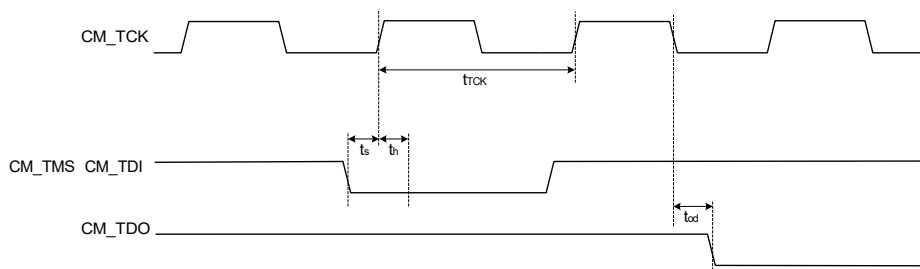 CM_TCK
tTCK
ts th
CM_TMS CM_TDI
tod
CM_TDO